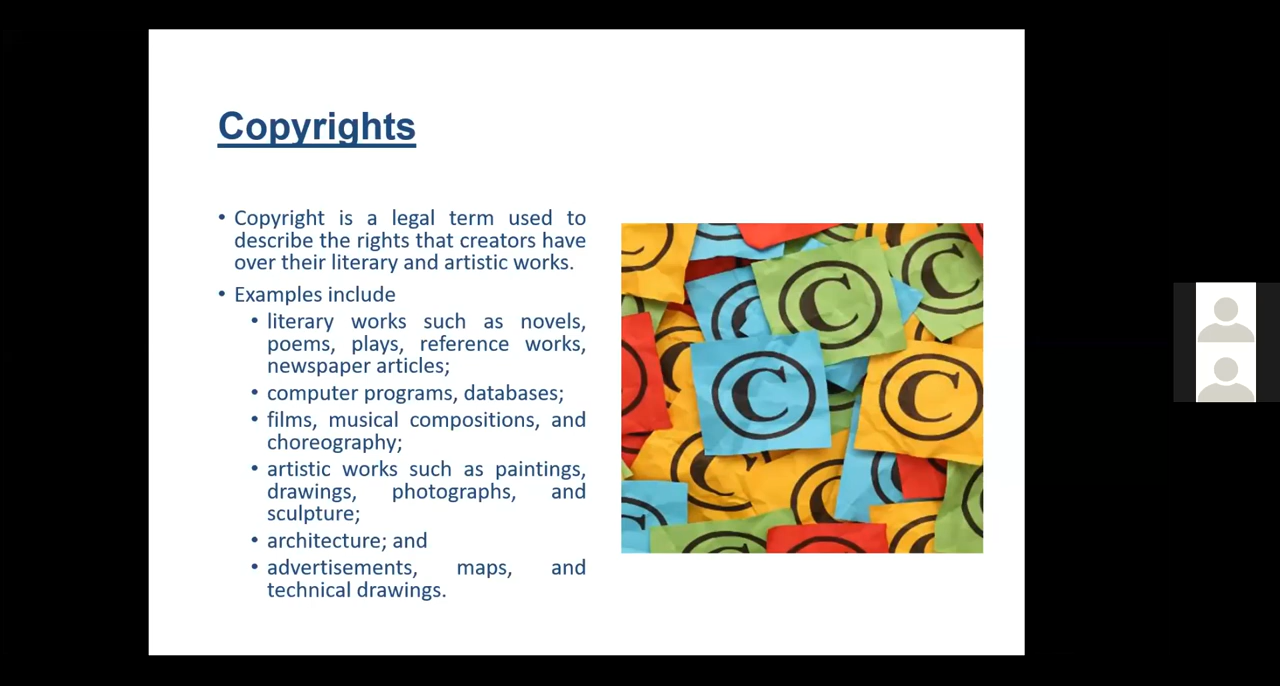 Copyrights
• Copyright is a legal term used to
describe the rights that creators have
over their literary and artistic works.
• Examples include
• literary works such as novels,
poems, plays, reference works,
newspaper articles;
• computer programs, databases;
• films, musical compositions, and
choreography;
• artistic works such as paintings,
drawings, photographs, and
sculpture;
• architecture; and
• advertisements, maps, and
technical drawings.
©
©
©
©